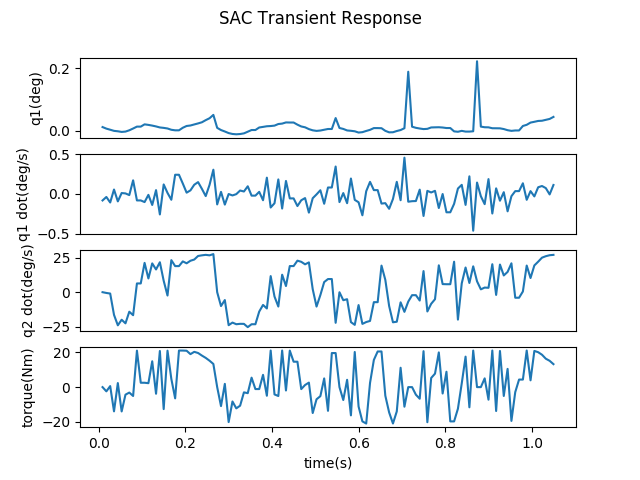 SAC Transient Response
q1(deg)
0.2
0.0
q1 dot(deg/s)
0.5
0.0
−0.5
q2 dot(deg/s)
25
0
−25
torque(Nm)
20
0
−20
0.0 0.2 0.4 0.6 0.8 1.0
time(s)